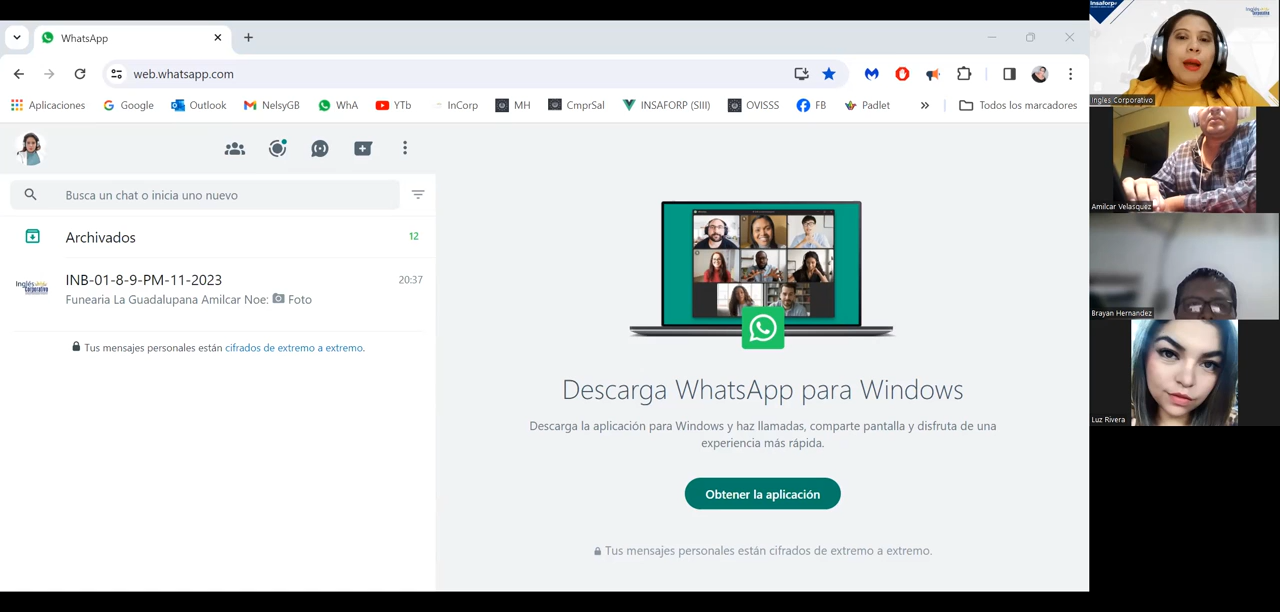 WhatsApp
web.whatsapp.com
Aplicaciones
Google
Outlook
NelsyGB
WhA
YTb
InCorp
MH
CmprSal
INSAFORP (SIII)
OVISSS
FB
Padlet
»
Todos los marcadores
Busca un chat o inicia uno nuevo
Archivados
12
INB-01-8-9-PM-11-2023
20:37
Funearia La Guadalupana Amilcar Noe: Foto
Tus mensajes personales están cifrados de extremo a extremo.
Descarga WhatsApp para Windows
Descarga la aplicación para Windows y haz llamadas, comparte pantalla y disfruta de una
experiencia más rápida.
Obtener la aplicación
Tus mensajes personales están cifrados de extremo a extremo.
Insaforp
Ingles Corporativo
Amilcar Velasquez
Brayan Hernandez
Luz Rivera